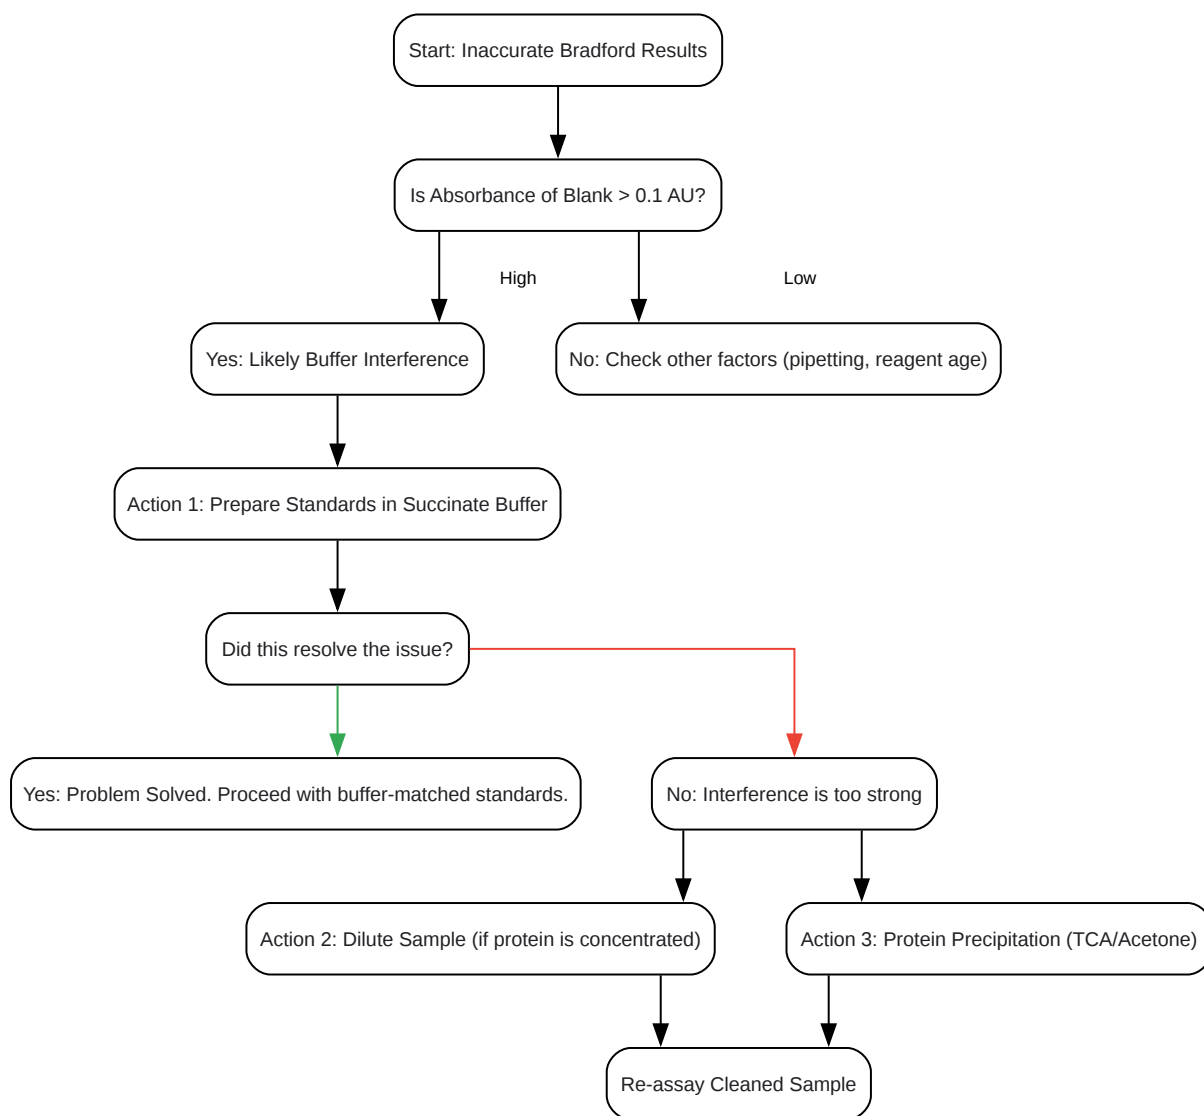 Start: Inaccurate Bradford Results
Is Absorbance of Blank > 0.1 AU?
High
Low
Yes: Likely Buffer Interference
No: Check other factors (pipetting, reagent age)
Action 1: Prepare Standards in Succinate Buffer
Did this resolve the issue?
Yes: Problem Solved. Proceed with buffer-matched standards.
No: Interference is too strong
Action 2: Dilute Sample (if protein is concentrated)
Action 3: Protein Precipitation (TCA/Acetone)
Re-assay Cleaned Sample